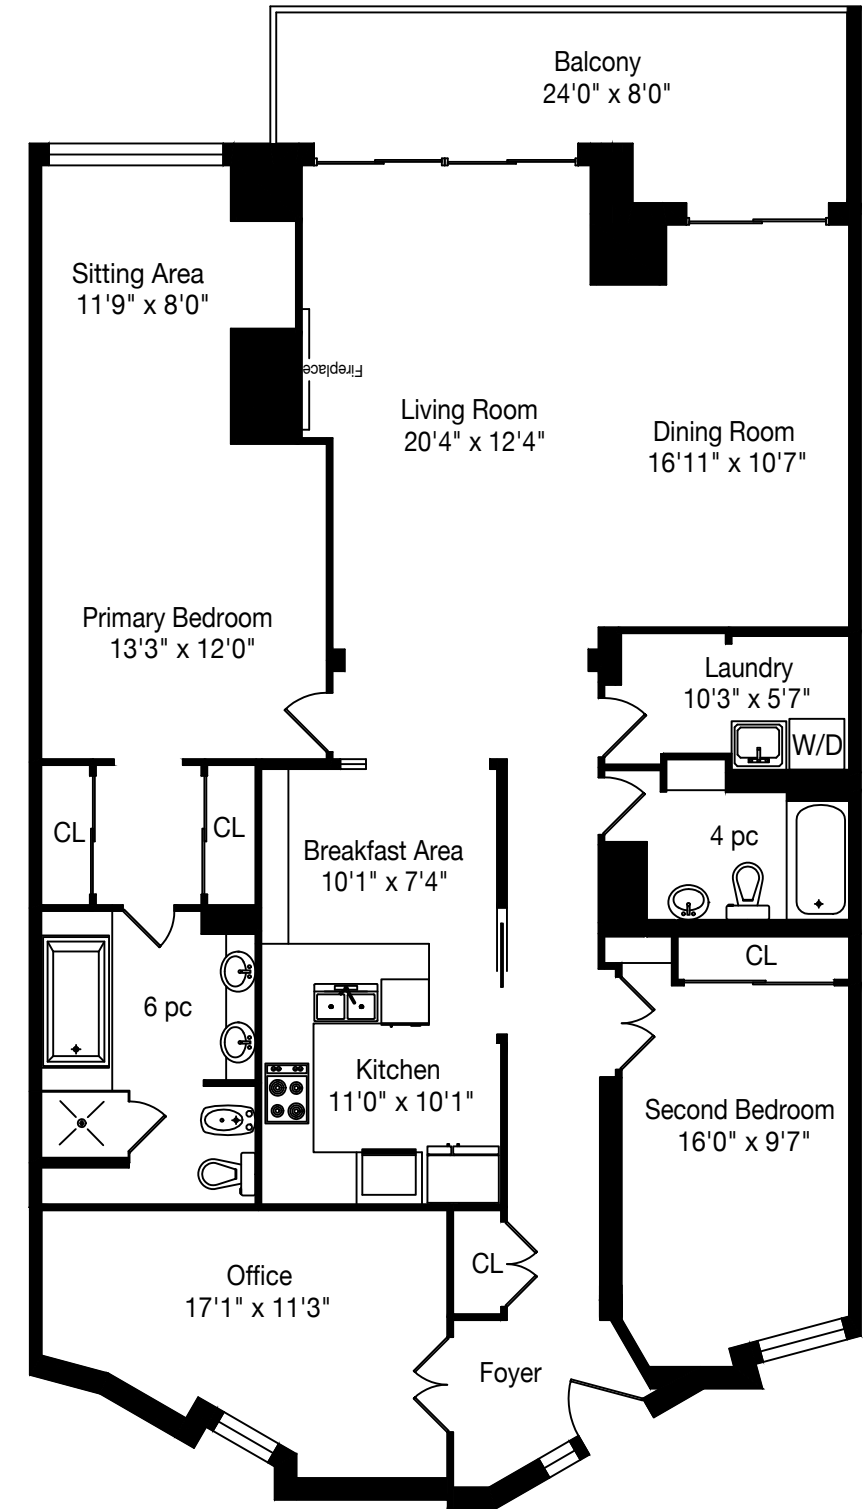 Balcony
24'0" x 8'0"
Sitting Area
11'9" x 8'0"
Fireplace
Living Room
20'4" x 12'4"
Dining Room
16'11" x 10'7"
Primary Bedroom
13'3" x 12'0"
Laundry
10'3" x 5'7"
W/D
CL
CL
Breakfast Area
10'1" x 7'4"
4 pc
CL
6 pc
Kitchen
11'0" x 10'1"
Second Bedroom
16'0" x 9'7"
Office
17'1" x 11'3"
CL
Foyer